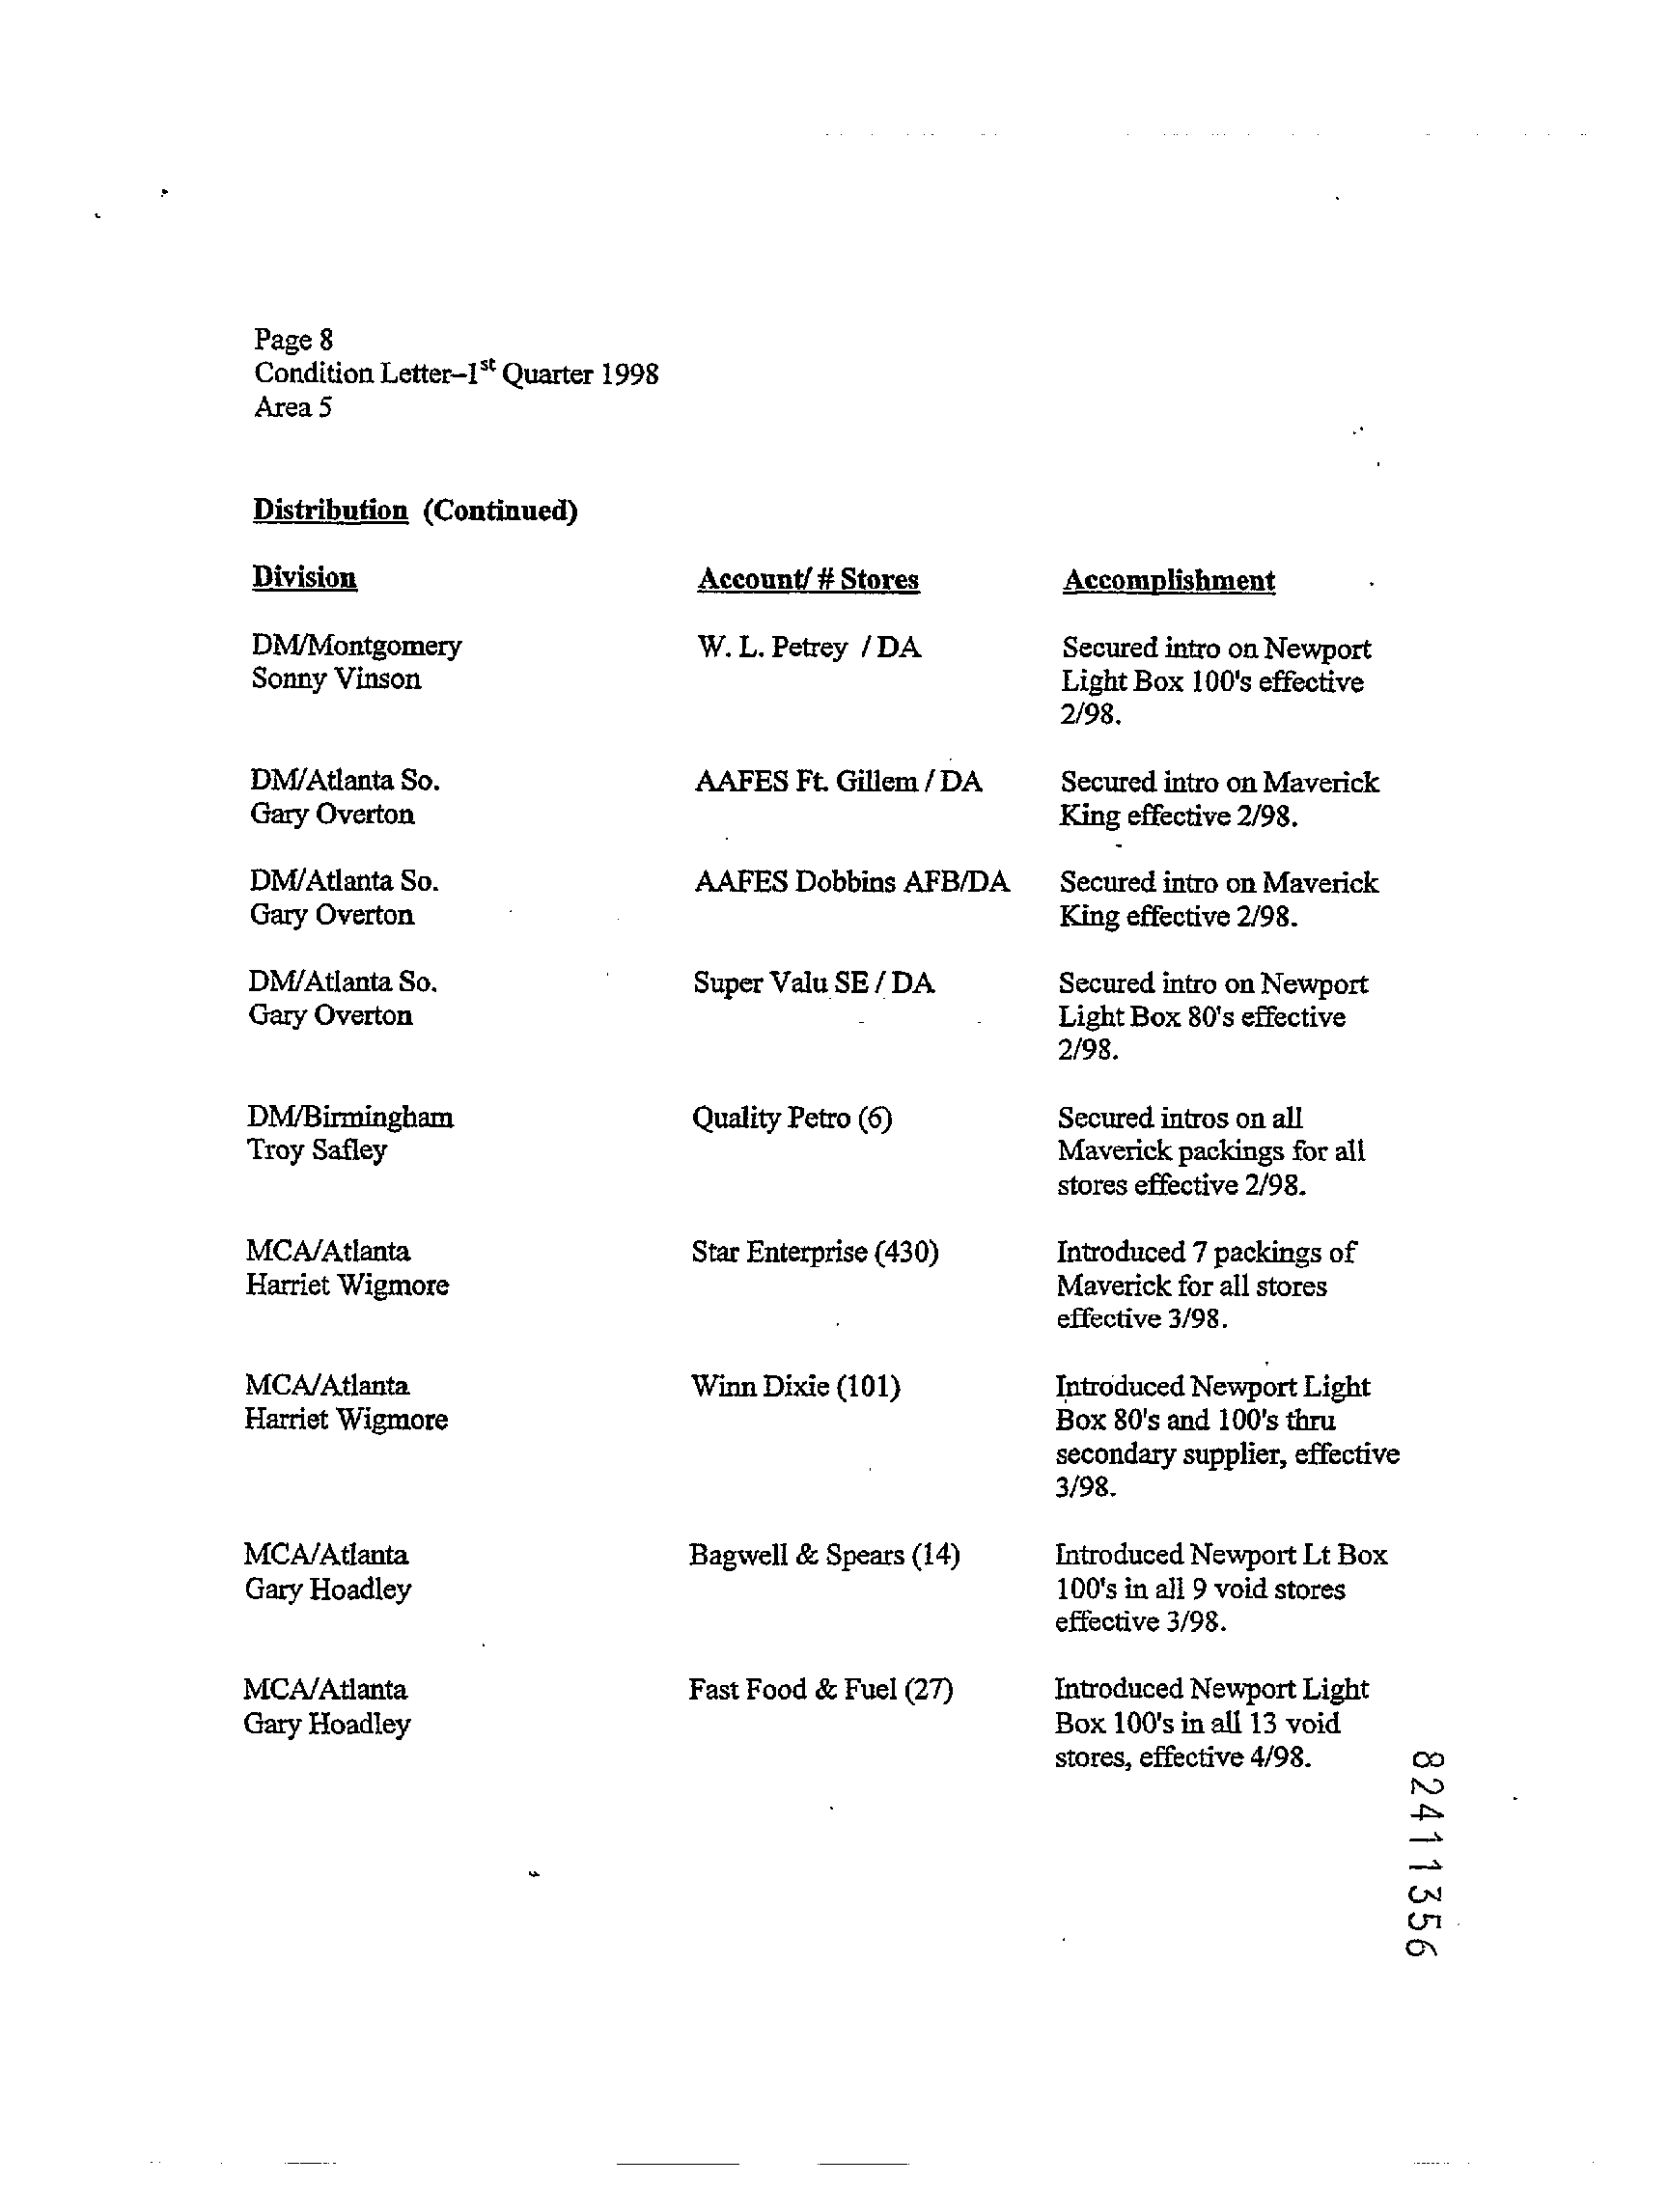 Page 8
Condition Letter–1st Quarter 1998
Area 5
Distribution (Continued)
Division Account/ # Stores Accomplishment
DM/Montgomery W. L. Petrey / DA Secured intro on Newport
Sonny Vinson Light Box 100's effective
2/98.
DM/Atlanta So. AAFES Ft. Gillem / DA Secured intro on Maverick
Gary Overton King effective 2/98.
DM/Atlanta So. AAFES Dobbins AFB/DA Secured intro on Maverick
Gary Overton King effective 2/98.
DM/Atlanta So. Super Valu SE / DA Secured intro on Newport
Gary Overton Light Box 80's effective
2/98.
DM/Birmingham Quality Petro (6) Secured intros on all
Troy Safley Maverick packings for all
stores effective 2/98.
MCA/Atlanta Star Enterprise (430) Introduced 7 packings of
Harriet Wigmore Maverick for all stores
effective 3/98.
MCA/Atlanta Winn Dixie (101) Introduced Newport Light
Harriet Wigmore Box 80's and 100's thru
secondary supplier, effective
3/98.
MCA/Atlanta Bagwell & Spears (14) Introduced Newport Lt Box
Gary Hoadley 100's in all 9 void stores
effective 3/98.
MCA/Atlanta Fast Food & Fuel (27) Introduced Newport Light
Gary Hoadley Box 100's in all 13 void
stores, effective 4/98.
82411356